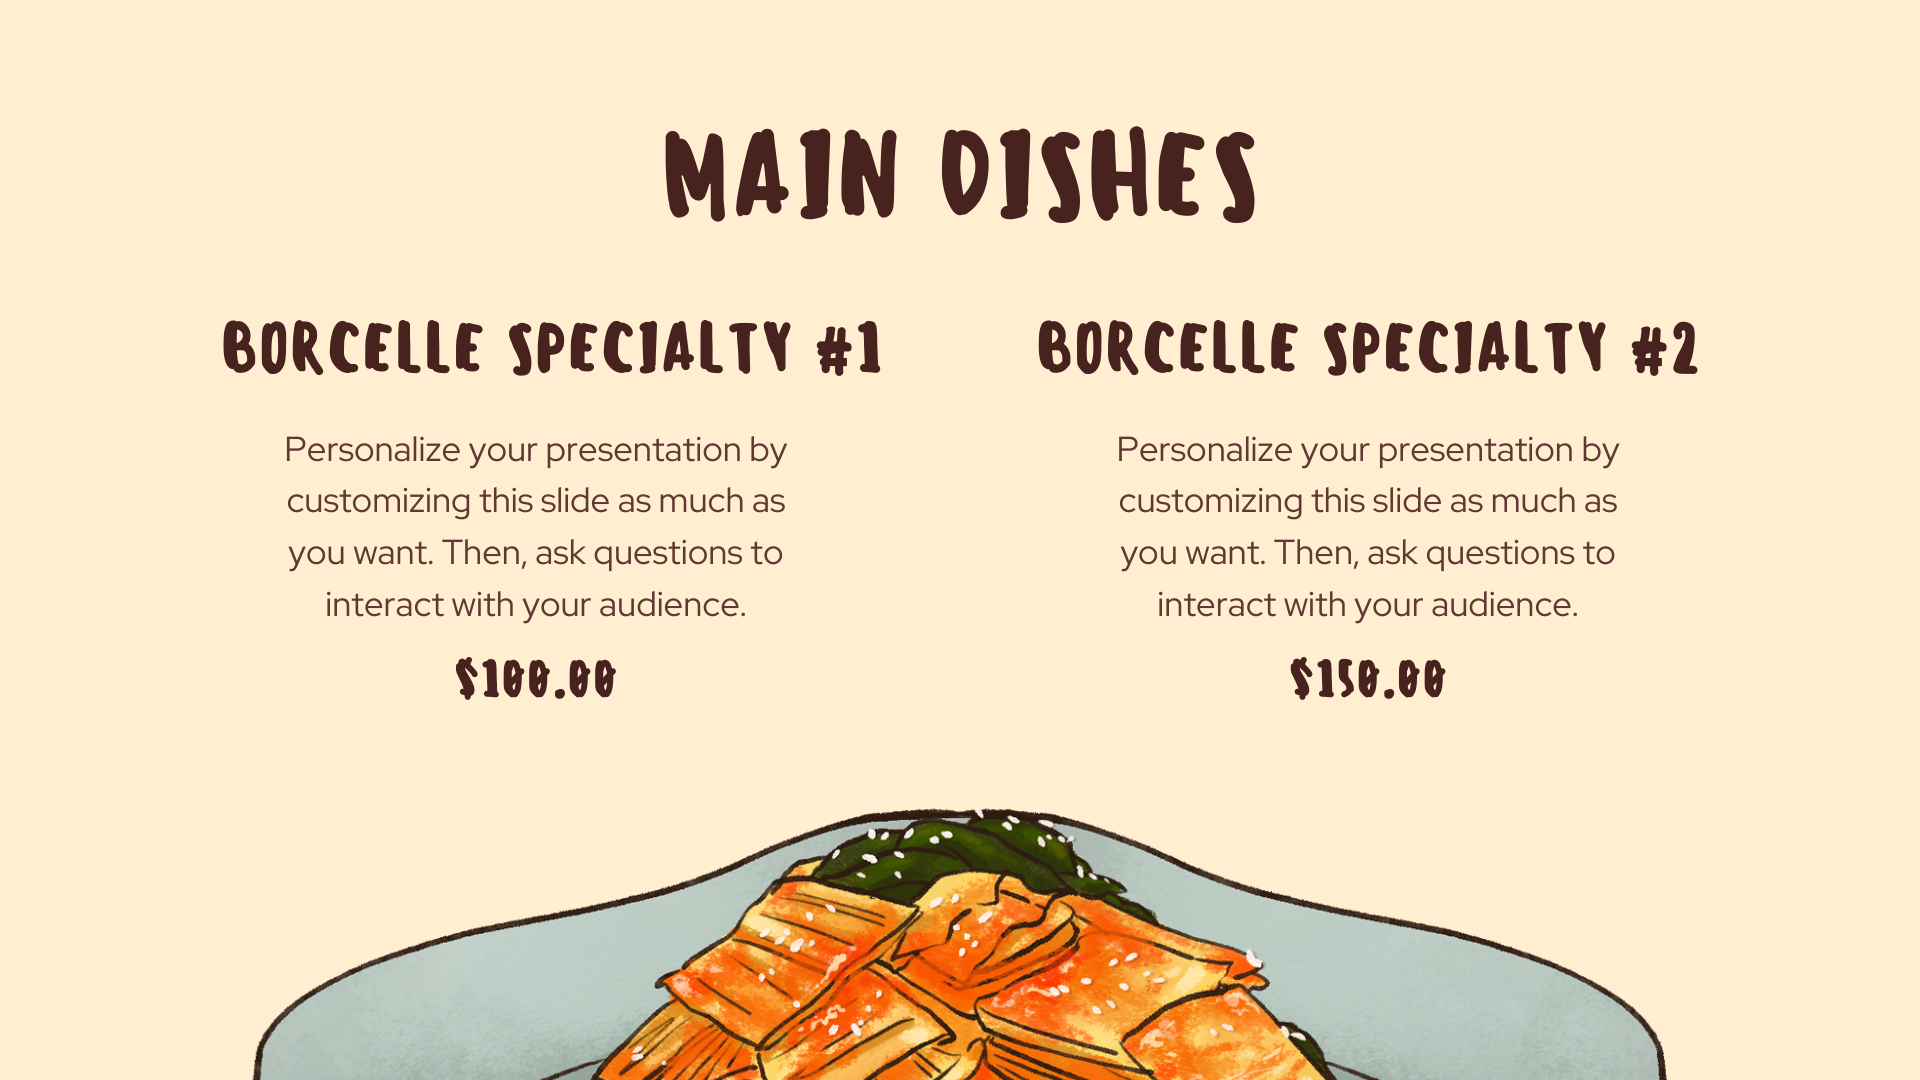 MAIN DISHES
BORCELLE SPECIALTY #1
Personalize your presentation by
customizing this slide as much as
you want. Then, ask questions to
interact with your audience.
$100.00
BORCELLE SPECIALTY #2
Personalize your presentation by
customizing this slide as much as
you want. Then, ask questions to
interact with your audience.
$150.00